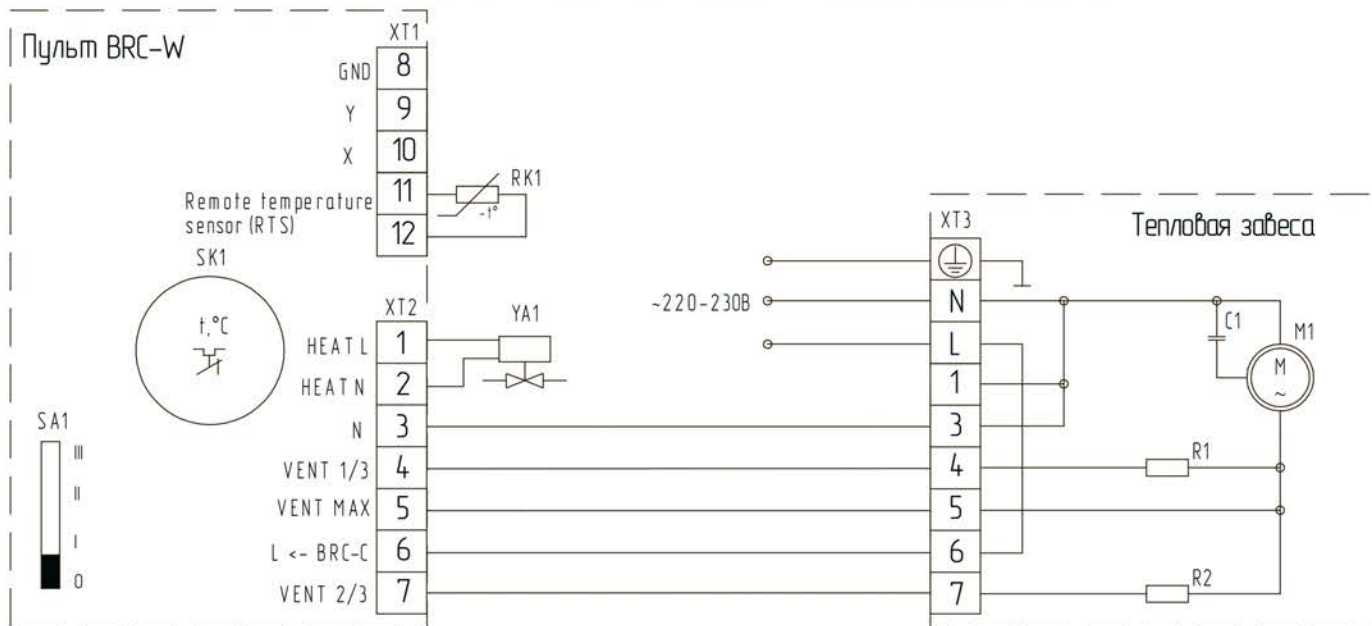 Пульт BRC-W
XT1
GND 8
Y 9
X 10
Remote temperature
sensor (RTS)
11
12
RK1
-t°
SK1
t,°C
XT2
HEAT L 1
HEAT N 2
N 3
VENT 1/3 4
VENT MAX 5
L <- BRC-C 6
VENT 2/3 7
YA1
SA1
III
II
I
0
~220-230В
XT3
Тепловая завеса
N
L
1
3
4
5
6
7
C1
M1
M
~
R1
R2